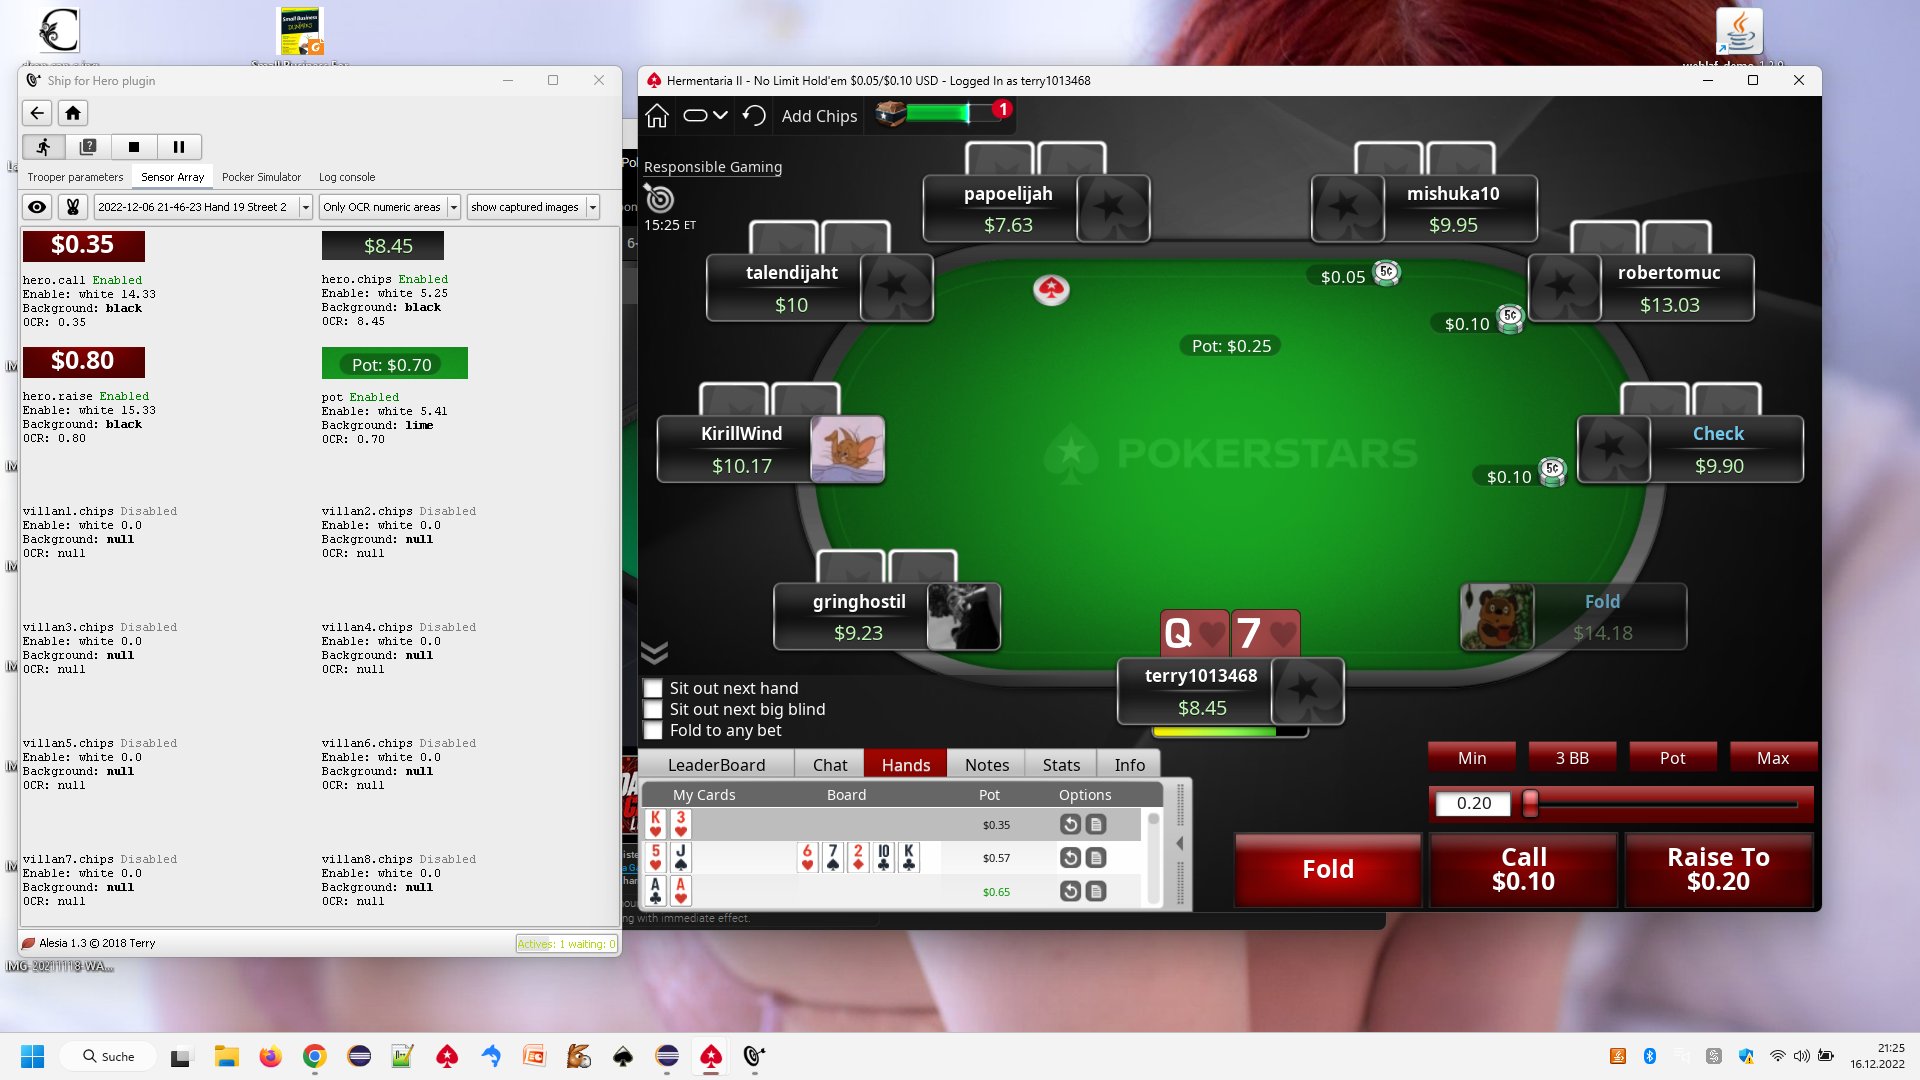 Small Business
DUMMIES
Ship for Hero plugin
Trooper parameters
Sensor Array
Pocker Simulator
Log console
2022-12-06 21-46-23 Hand 19 Street 2
Only OCR numeric areas
show captured images
$0.35
$8.45
hero.call Enabled
Enable: white 14.33
Background: black
OCR: 0.35
hero.chips Enabled
Enable: white 5.25
Background: black
OCR: 8.45
$0.80
Pot: $0.70
hero.raise Enabled
Enable: white 15.33
Background: black
OCR: 0.80
pot Enabled
Enable: white 5.41
Background: lime
OCR: 0.70
villan1.chips Disabled
Enable: white 0.0
Background: null
OCR: null
villan2.chips Disabled
Enable: white 0.0
Background: null
OCR: null
villan3.chips Disabled
Enable: white 0.0
Background: null
OCR: null
villan4.chips Disabled
Enable: white 0.0
Background: null
OCR: null
villan5.chips Disabled
Enable: white 0.0
Background: null
OCR: null
villan6.chips Disabled
Enable: white 0.0
Background: null
OCR: null
villan7.chips Disabled
Enable: white 0.0
Background: null
OCR: null
villan8.chips Disabled
Enable: white 0.0
Background: null
OCR: null
Alesia 1.3 © 2018 Terry
Actives: 1 waiting: 0
Hermentaria II - No Limit Hold'em $0.05/$0.10 USD - Logged In as terry1013468
Add Chips
1
Responsible Gaming
15:25 ET
papoelijah
$7.63
mishuka10
$9.95
talendijaht
$10
robertomuc
$13.03
$0.05
5¢
$0.10
5¢
Pot: $0.25
KirillWind
$10.17
POKERSTARS
Check
$9.90
$0.10
5¢
gringhostil
$9.23
Q
7
Fold
$14.18
terry1013468
$8.45
Sit out next hand
Sit out next big blind
Fold to any bet
LeaderBoard
Chat
Hands
Notes
Stats
Info
My Cards
Board
Pot
Options
K 3
$0.35
5 J
6 7 2 10 K
$0.57
A A
$0.65
Min
3 BB
Pot
Max
0.20
Fold
Call
$0.10
Raise To
$0.20
ng with immediate effect.
IMG-20211118-WA...
Suche
21:25
16.12.2022